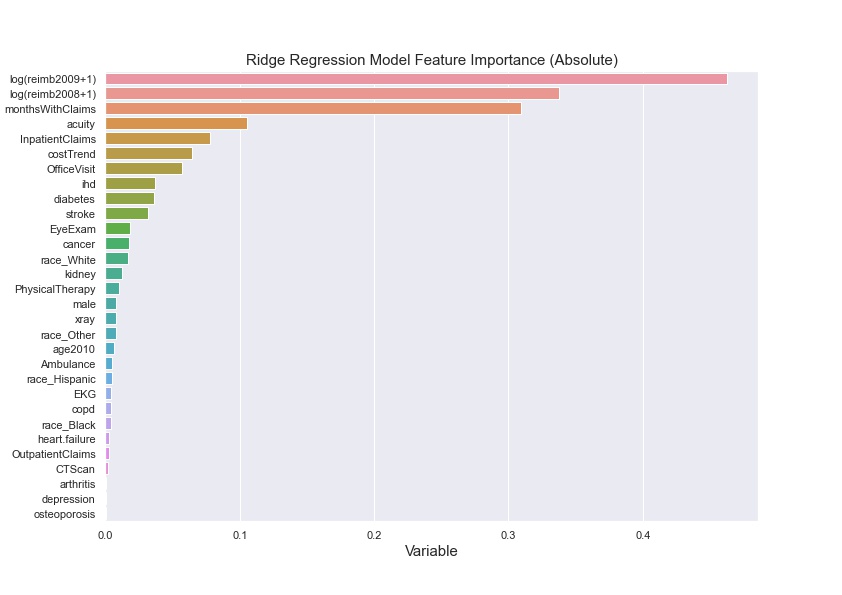 Ridge Regression Model Feature Importance (Absolute)
log(reimb2009+1)
log(reimb2008+1)
monthsWithClaims
acuity
InpatientClaims
costTrend
OfficeVisit
ihd
diabetes
stroke
EyeExam
cancer
race_White
kidney
PhysicalTherapy
male
xray
race_Other
age2010
Ambulance
race_Hispanic
EKG
copd
race_Black
heart.failure
OutpatientClaims
CTScan
arthritis
depression
osteoporosis
0.0 0.1 0.2 0.3 0.4
Variable